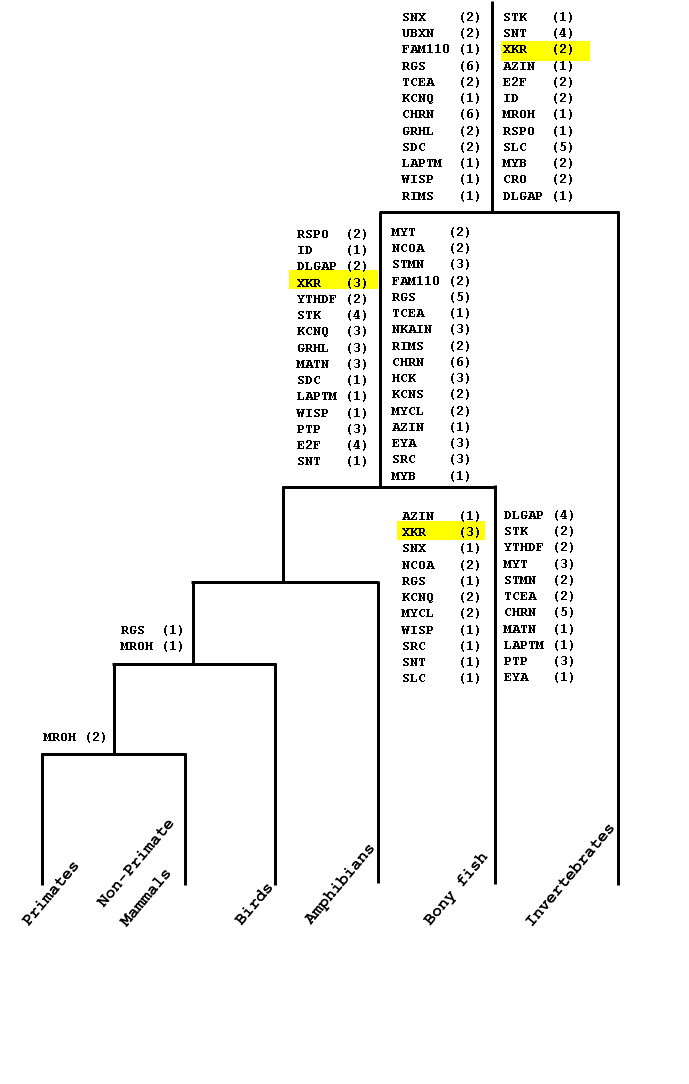 SNX (2) STK (1)
UBXN (2) SNT (4)
FAM110 (1) XKR (2)
RGS (6) AZIN (1)
TCEA (2) E2F (2)
KCNQ (1) ID (2)
CHRN (6) MROH (1)
GRHL (2) RSPO (1)
SDC (2) SLC (5)
LAPTM (1) MYB (2)
WISP (1) CRO (2)
RIMS (1) DLGAP (1)
RSPO (2) MYT (2)
ID (1) NCOA (2)
DLGAP (2) STMN (3)
XKR (3) FAM110 (2)
YTHDF (2) RGS (5)
STK (4) TCEA (1)
KCNQ (3) NKAIN (3)
GRHL (3) RIMS (2)
MATN (3) CHRN (6)
SDC (1) HCK (3)
LAPTM (1) KCNS (2)
WISP (1) MYCL (2)
PTP (3) AZIN (1)
E2F (4) EYA (3)
SNT (1) SRC (3)
MYB (1)
AZIN (1) DLGAP (4)
XKR (3) STK (2)
SNX (1) YTHDF (2)
NCOA (2) MYT (3)
RGS (1) STMN (2)
KCNQ (2) TCEA (2)
MYCL (2) CHRN (5)
WISP (1) MATN (1)
SRC (1) LAPTM (1)
SNT (1) PTP (3)
SLC (1) EYA (1)
RGS (1)
MROH (1)
MROH (2)
Primates
Non-Primate
Mammals
Birds
Amphibians
Bony fish
Invertebrates